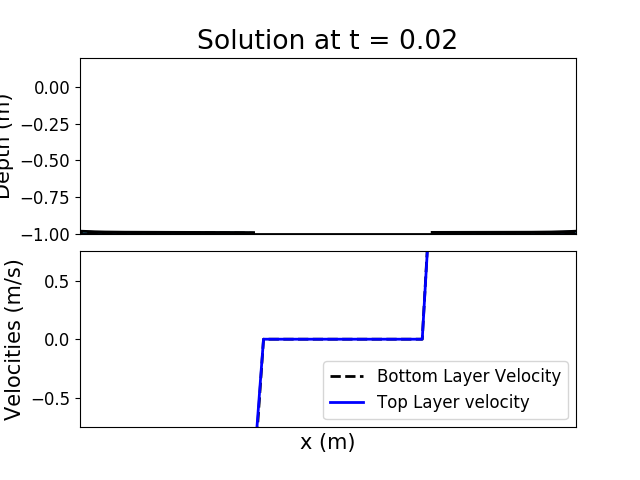 Solution at t = 0.02
Depth (m)
0.00
−0.25
−0.50
−0.75
−1.00
Velocities (m/s)
0.5
0.0
−0.5
Bottom Layer Velocity
Top Layer velocity
x (m)